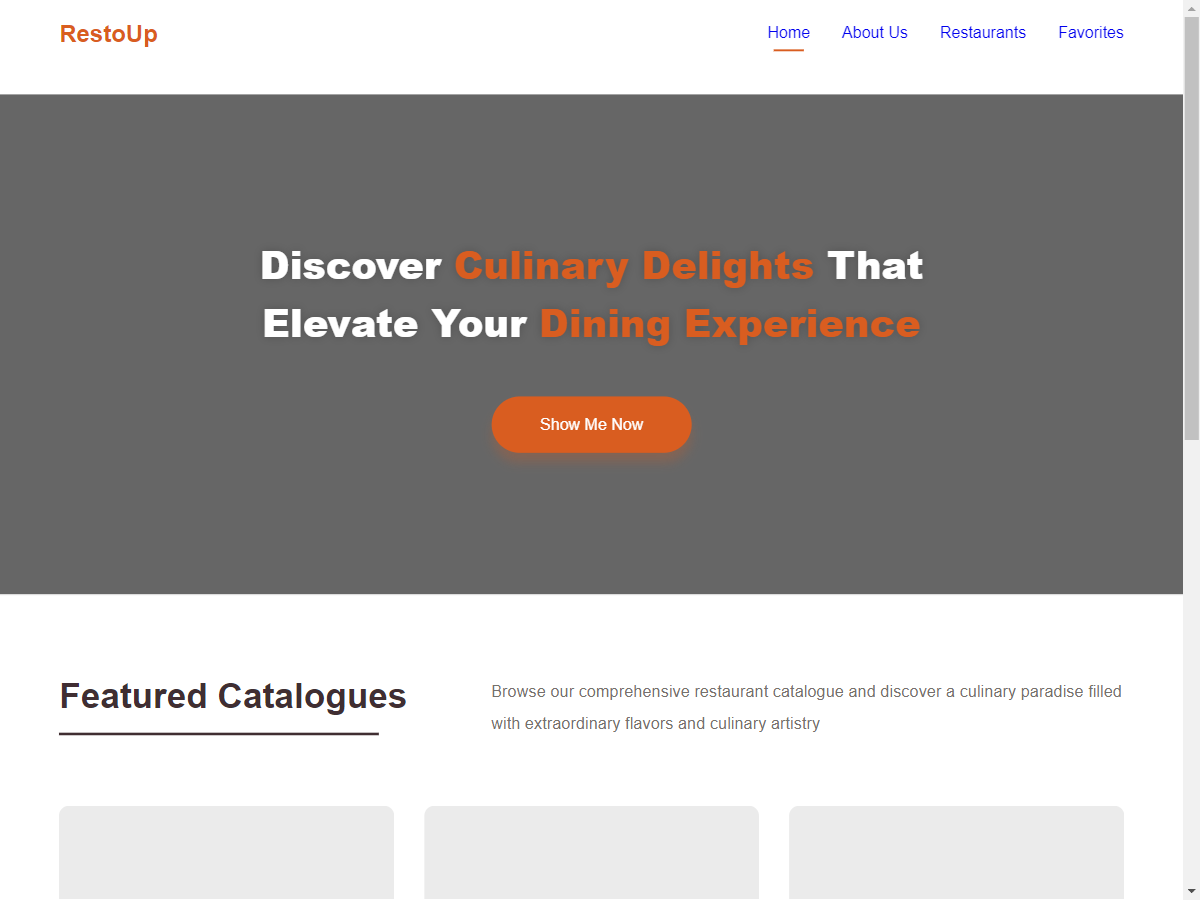 RestoUp
Home
About Us
Restaurants
Favorites
Discover Culinary Delights That
Elevate Your Dining Experience
Show Me Now
Featured Catalogues
Browse our comprehensive restaurant catalogue and discover a culinary paradise filled
with extraordinary flavors and culinary artistry